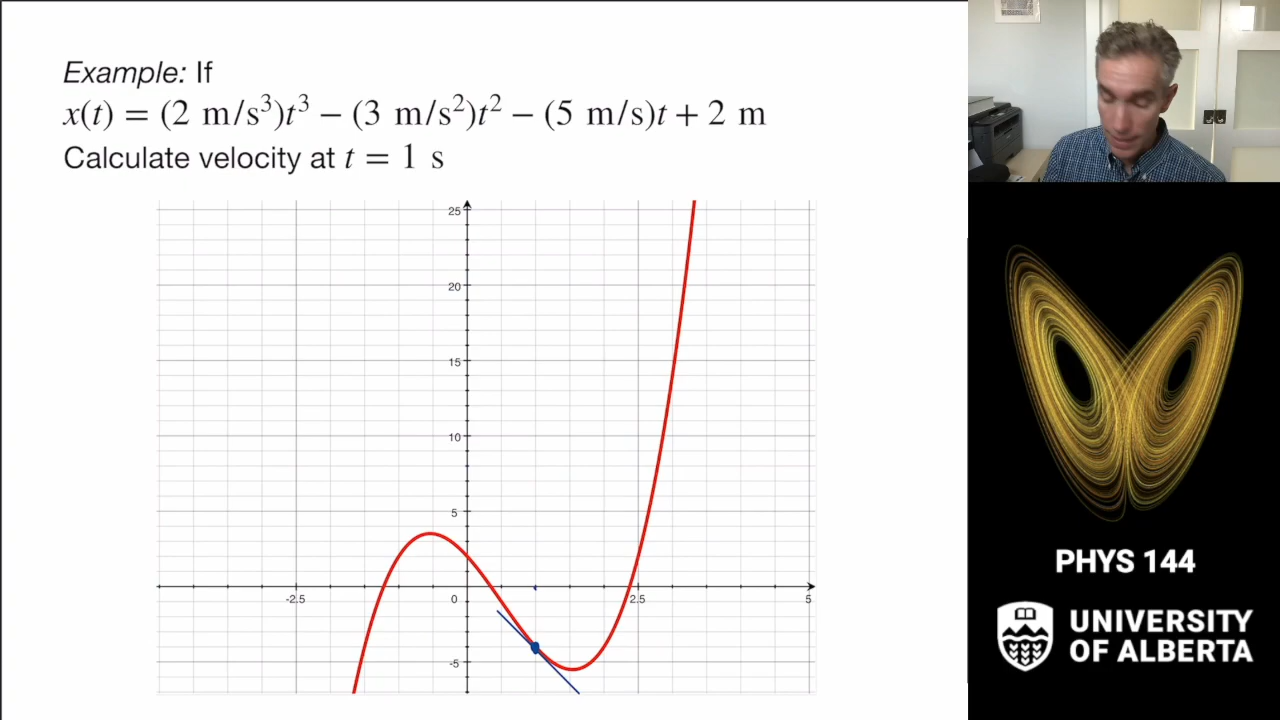 Example: If
x(t) = (2 m/s³)t³ − (3 m/s²)t² − (5 m/s)t + 2 m
Calculate velocity at t = 1 s
25
20
15
10
5
-2.5
0
2.5
5
-5
PHYS 144
UNIVERSITY
OF ALBERTA